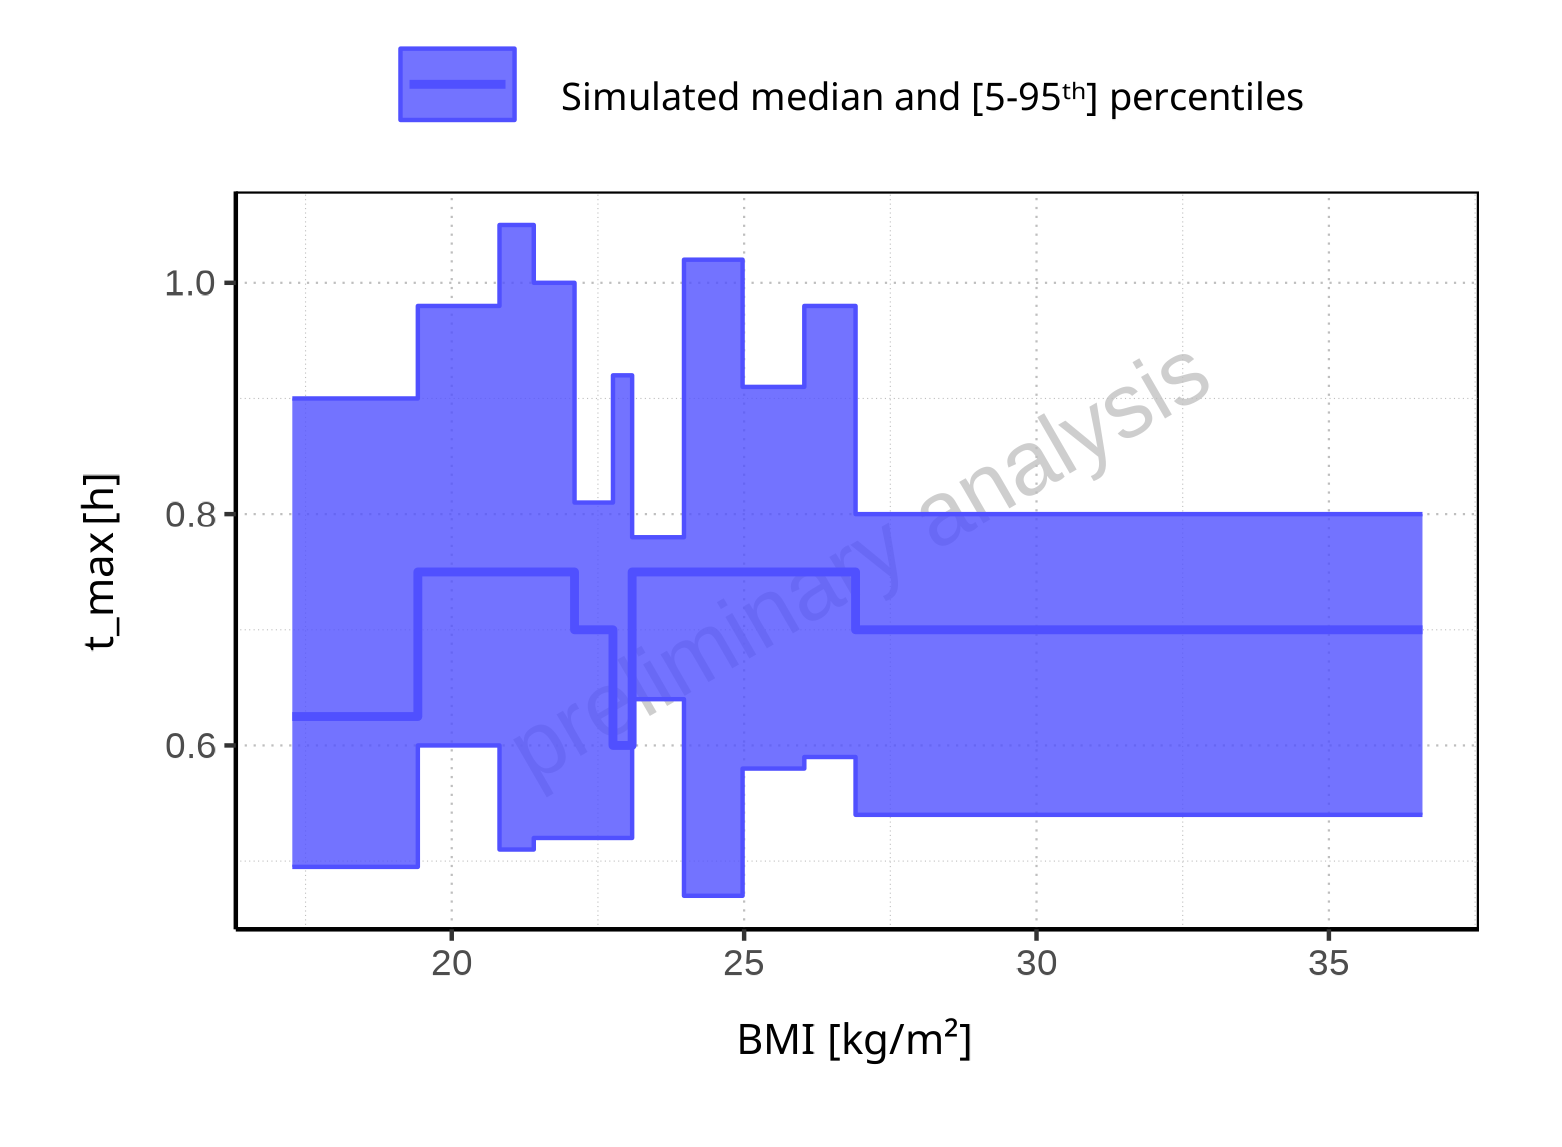 Simulated median and [5-95ᵗʰ] percentiles
t_max [h]
1.0
0.8
0.6
preliminary analysis
20 25 30 35
BMI [kg/m²]